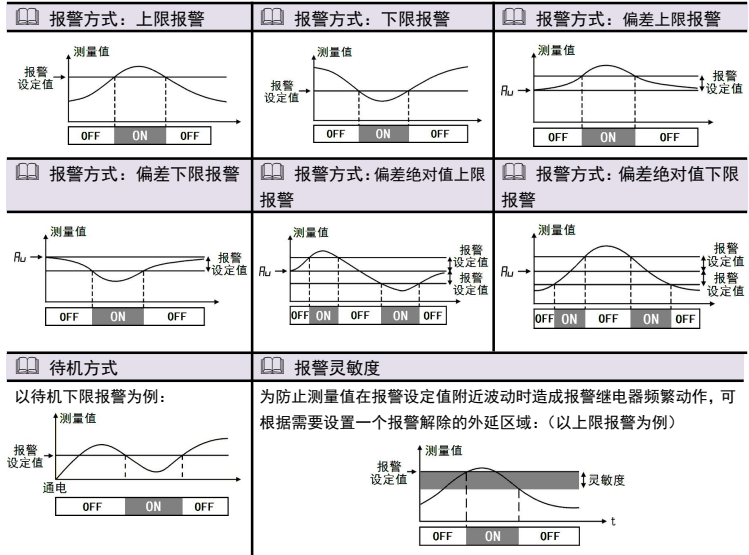 报警方式：上限报警
测量值
报警
设定值
OFF ON OFF
报警方式：下限报警
测量值
报警
设定值
OFF ON OFF
报警方式：偏差上限报警
测量值
Au
报警
设定值
OFF ON OFF
报警方式：偏差下限报警
测量值
Au
报警
设定值
OFF ON OFF
报警方式：偏差绝对值上限
报警
测量值
Au
报警
设定值
报警
设定值
OFF ON OFF ON OFF
报警方式：偏差绝对值下限
报警
测量值
Au
报警
设定值
报警
设定值
OFF ON OFF ON OFF
待机方式
以待机下限报警为例：
测量值
报警
设定值
通电
OFF ON OFF
报警灵敏度
为防止测量值在报警设定值附近波动时造成报警继电器频繁动作，可
根据需要设置一个报警解除的外延区域：（以上限报警为例）
测量值
报警
设定值
灵敏度
t
OFF ON OFF